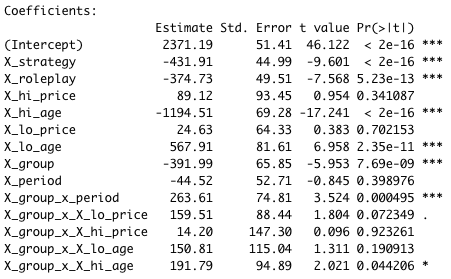 Coefficients:
Estimate Std. Error t value Pr(>|t|)
(Intercept) 2371.19 51.41 46.122 < 2e-16 ***
X_strategy -431.91 44.99 -9.601 < 2e-16 ***
X_roleplay -374.73 49.51 -7.568 5.23e-13 ***
X_hi_price 89.12 93.45 0.954 0.341087
X_hi_age -1194.51 69.28 -17.241 < 2e-16 ***
X_lo_price 24.63 64.33 0.383 0.702153
X_lo_age 567.91 81.61 6.958 2.35e-11 ***
X_group -391.99 65.85 -5.953 7.69e-09 ***
X_period -44.52 52.71 -0.845 0.398976
X_group_x_period 263.61 74.81 3.524 0.000495 ***
X_group_x_X_lo_price 159.51 88.44 1.804 0.072349 .
X_group_x_X_hi_price 14.20 147.30 0.096 0.923261
X_group_x_X_lo_age 150.81 115.04 1.311 0.190913
X_group_x_X_hi_age 191.79 94.89 2.021 0.044206 *